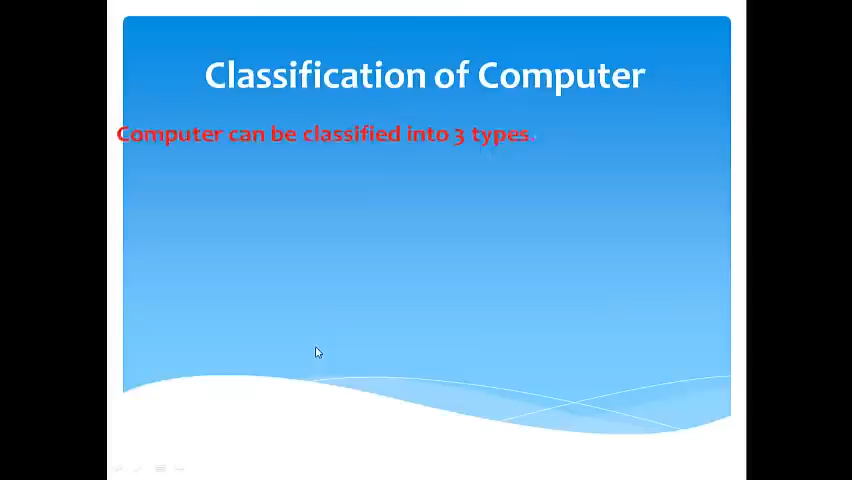 Classification of Computer
Computer can be classified into 3 types.